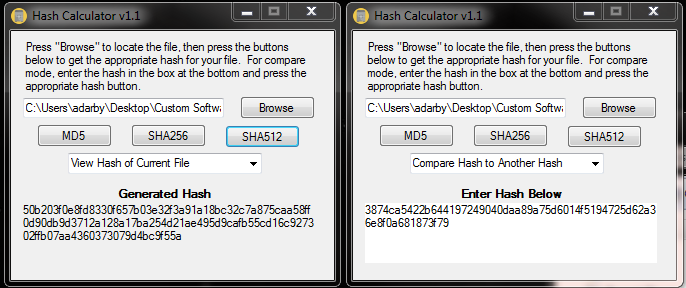 Hash Calculator v1.1
Press "Browse" to locate the file, then press the buttons
below to get the appropriate hash for your file. For compare
mode, enter the hash in the box at the bottom and press the
appropriate hash button.
C:\Users\adarby\Desktop\Custom Softwa
Browse
MD5
SHA256
SHA512
View Hash of Current File
Generated Hash
50b203f0e8fd8330f657b03e32f3a91a18bc32c7a875caa58ff
0d90db9d3712a128a17ba254d21ae495d9cafb55cd16c9273
02ffb07aa4360373079d4bc9f55a
Hash Calculator v1.1
Press "Browse" to locate the file, then press the buttons
below to get the appropriate hash for your file. For compare
mode, enter the hash in the box at the bottom and press the
appropriate hash button.
C:\Users\adarby\Desktop\Custom Softwa
Browse
MD5
SHA256
SHA512
Compare Hash to Another Hash
Enter Hash Below
3874ca5422b644197249040daa89a75d6014f5194725d62a3
6e8f0a681873f79